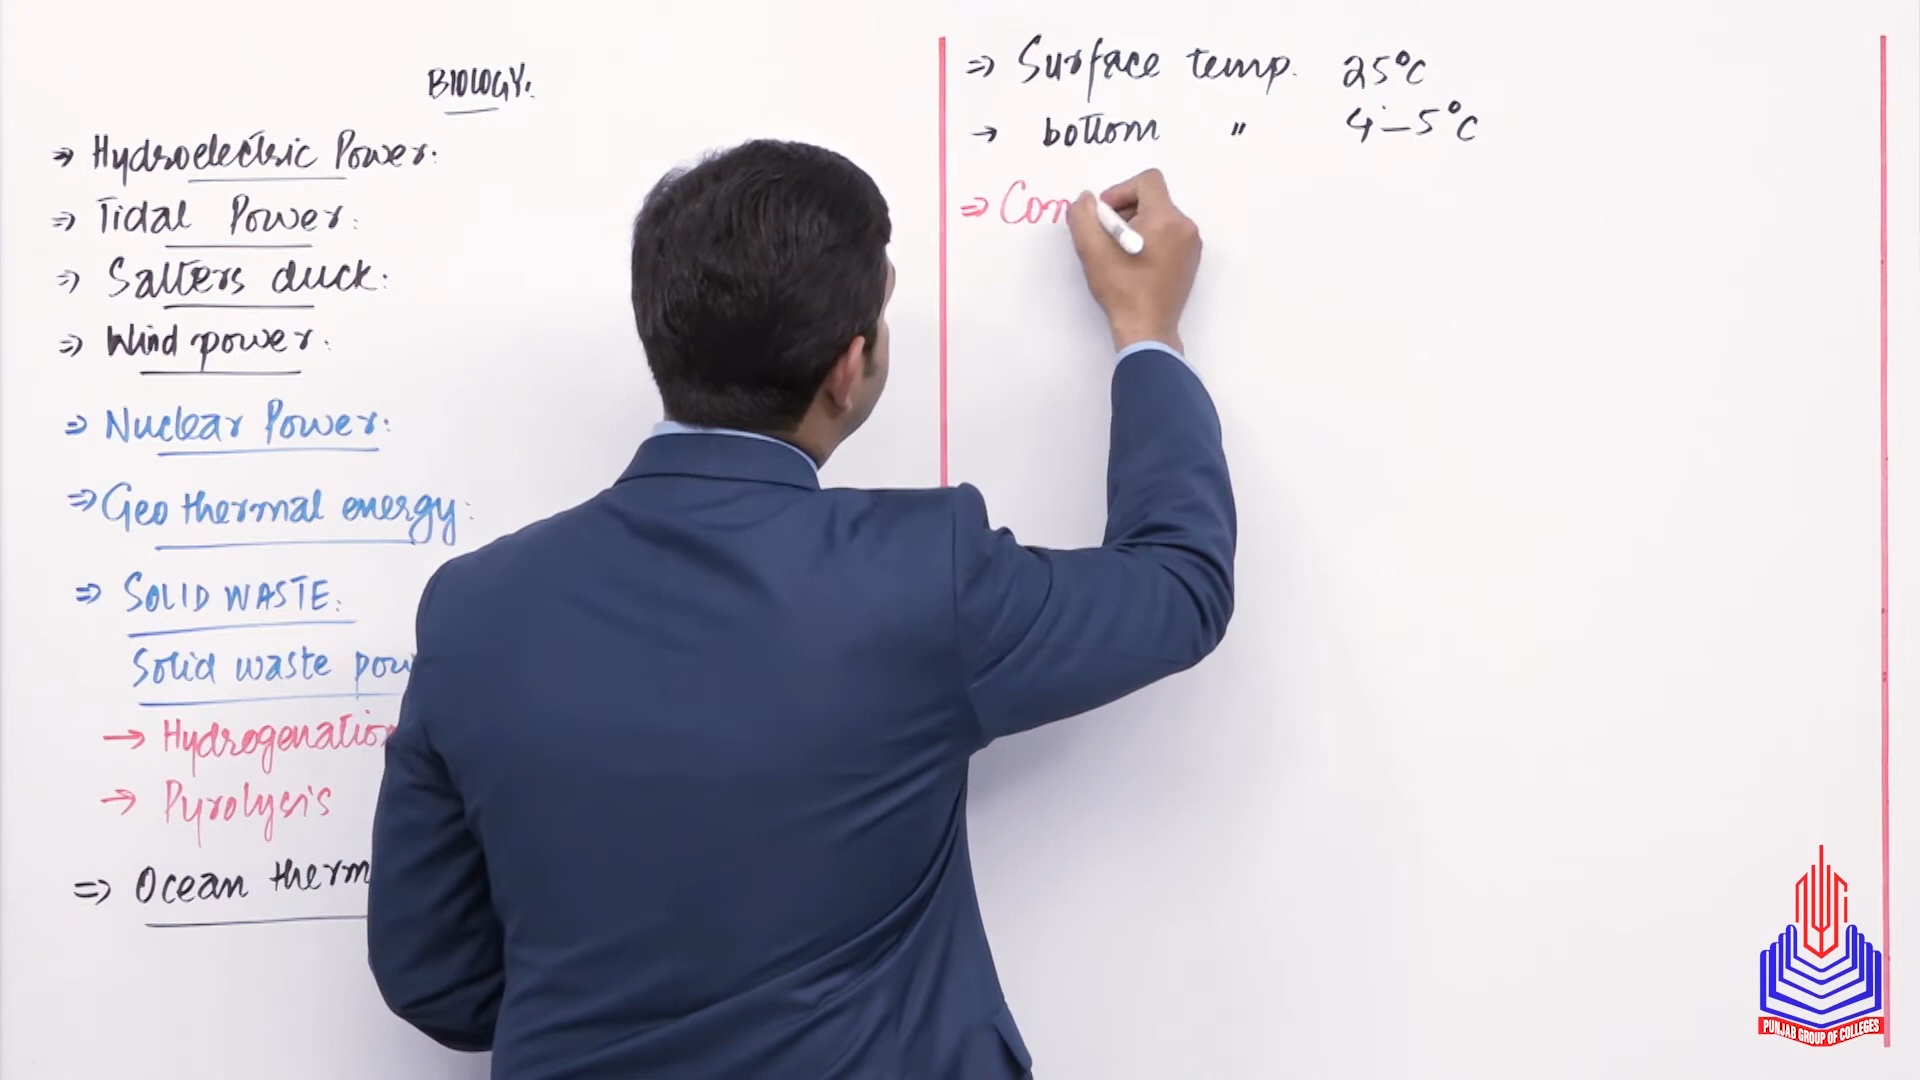 BIOLOGY.
⇒ Hydroelectric Power:
⇒ Tidal Power:
⇒ Salters duck:
⇒ Wind power:
⇒ Nuclear Power:
⇒ Geo thermal energy:
⇒ SOLID WASTE:
Solid waste
→ Hydrogenation
→ Pyrolysis
⇒ Ocean
⇒ Surface temp. 25°C
→ bottom " 4-5°C
⇒
PUNJAB GROUP OF COLLEGES